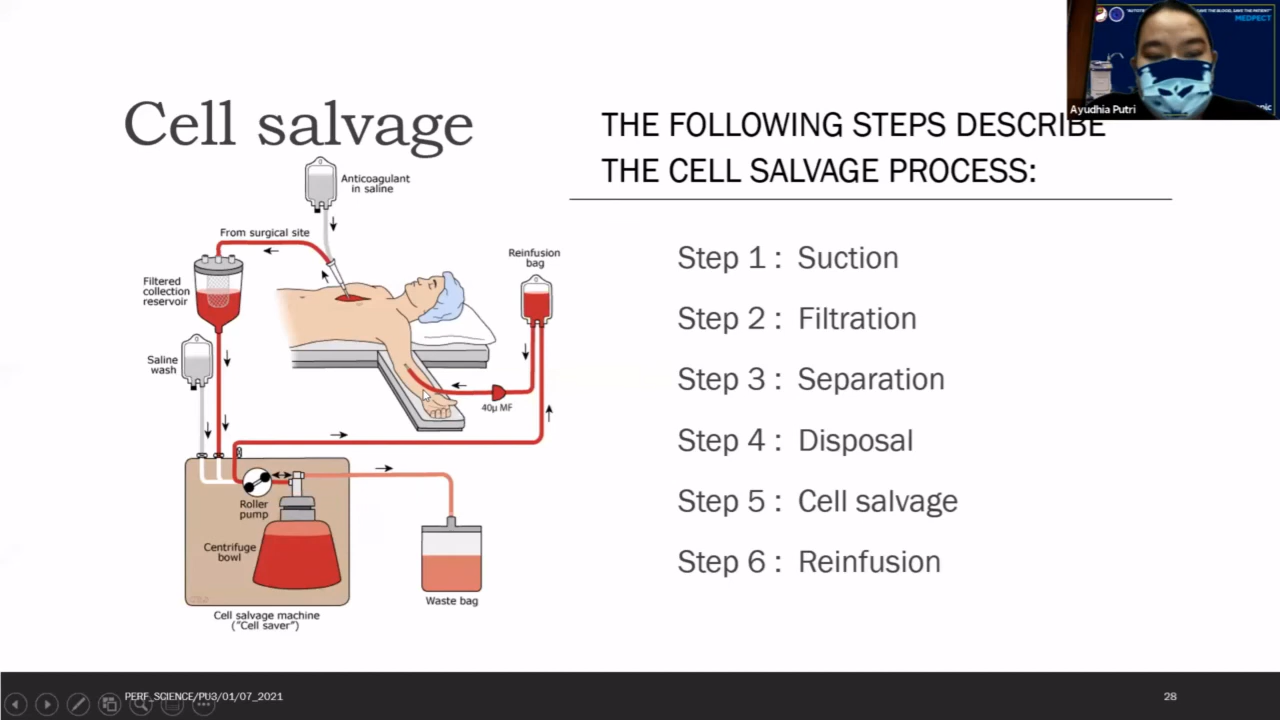 Cell salvage
THE FOLLOWING STEPS DESCRIBE
THE CELL SALVAGE PROCESS:
Step 1 : Suction
Step 2 : Filtration
Step 3 : Separation
Step 4 : Disposal
Step 5 : Cell salvage
Step 6 : Reinfusion
Anticoagulant
in saline
From surgical site
Reinfusion
bag
Filtered
collection
reservoir
Saline
wash
40µ MF
Roller
pump
Centrifuge
bowl
Waste bag
Cell salvage machine
("Cell saver")
MEDPECT
Ayudhia Putri
PERF_SCIENCE/PU3/01/07_2021
28